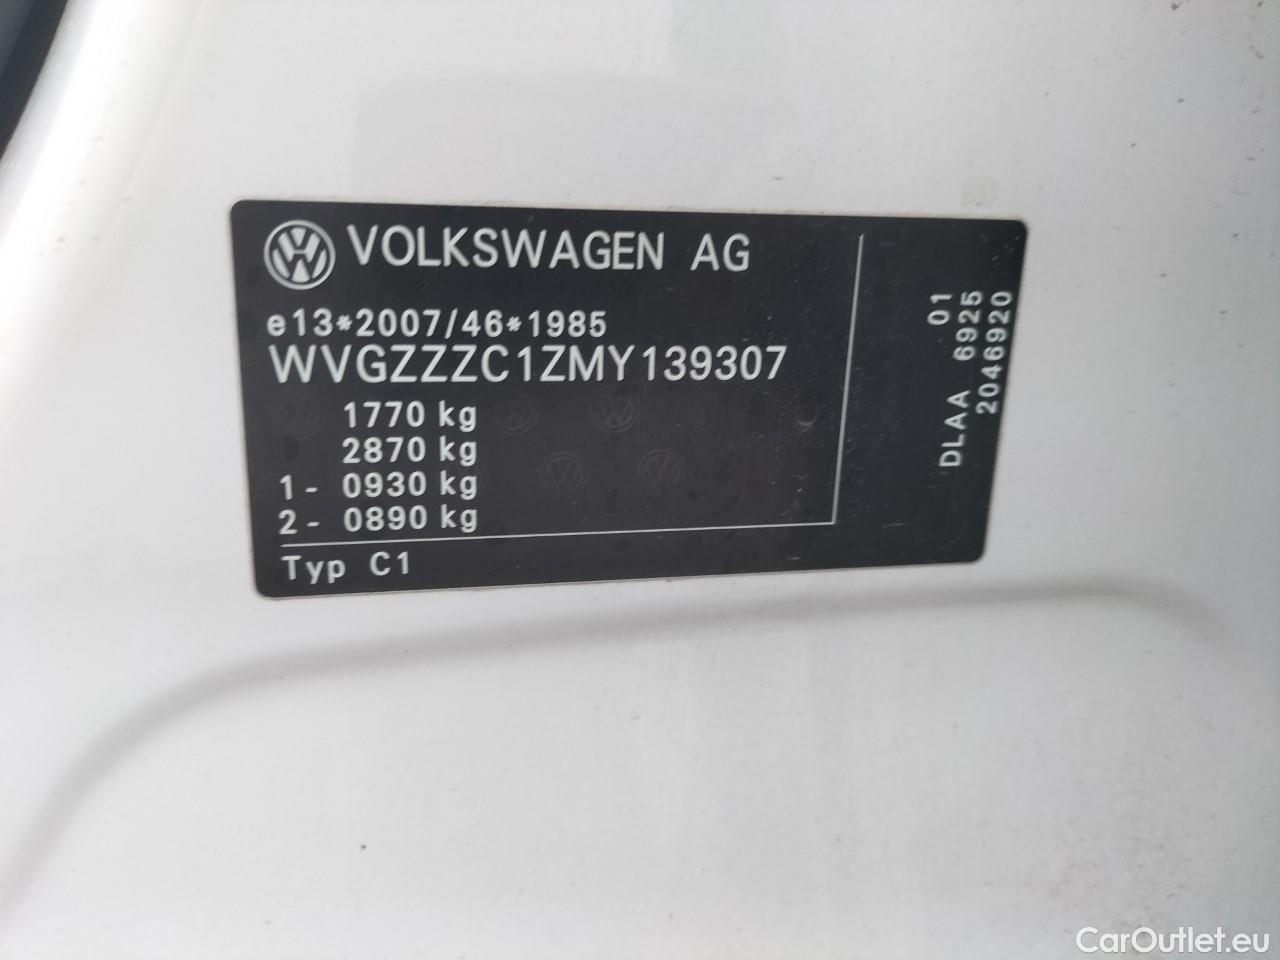 VOLKSWAGEN AG
e13*2007/46*1985
WVGZZZC1ZMY139307
1770 kg
2870 kg
1 - 0930 kg
2 - 0890 kg
Typ C1
01
DLAA 6925
2046920
CarOutlet.eu